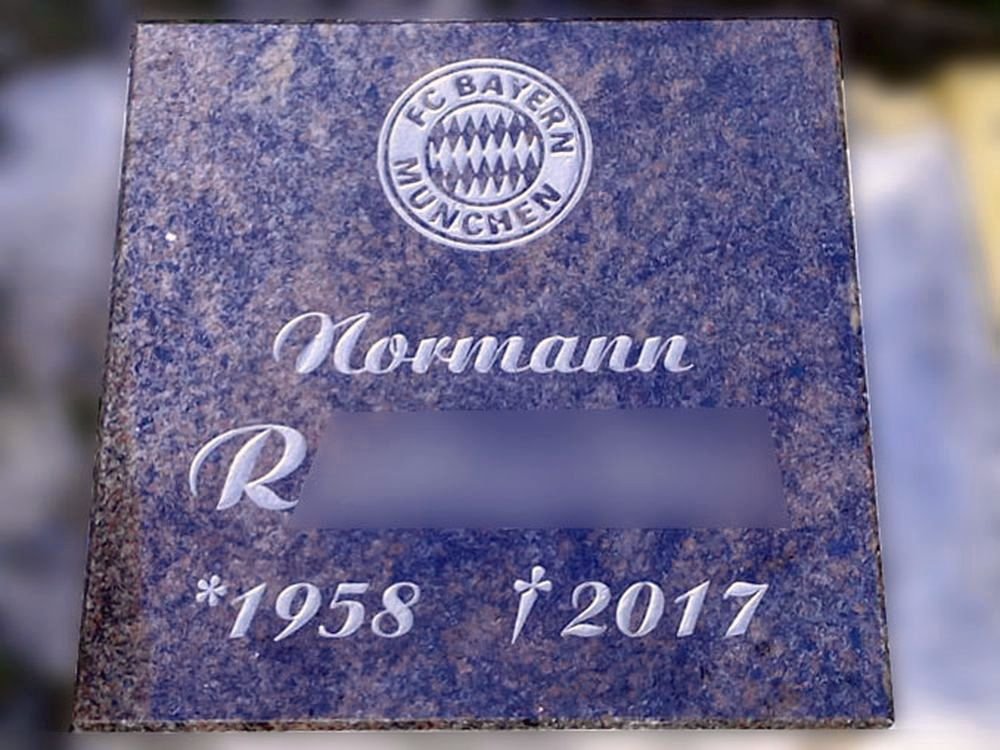 FC BAYERN
MÜNCHEN
Normann
R
*1958 †2017